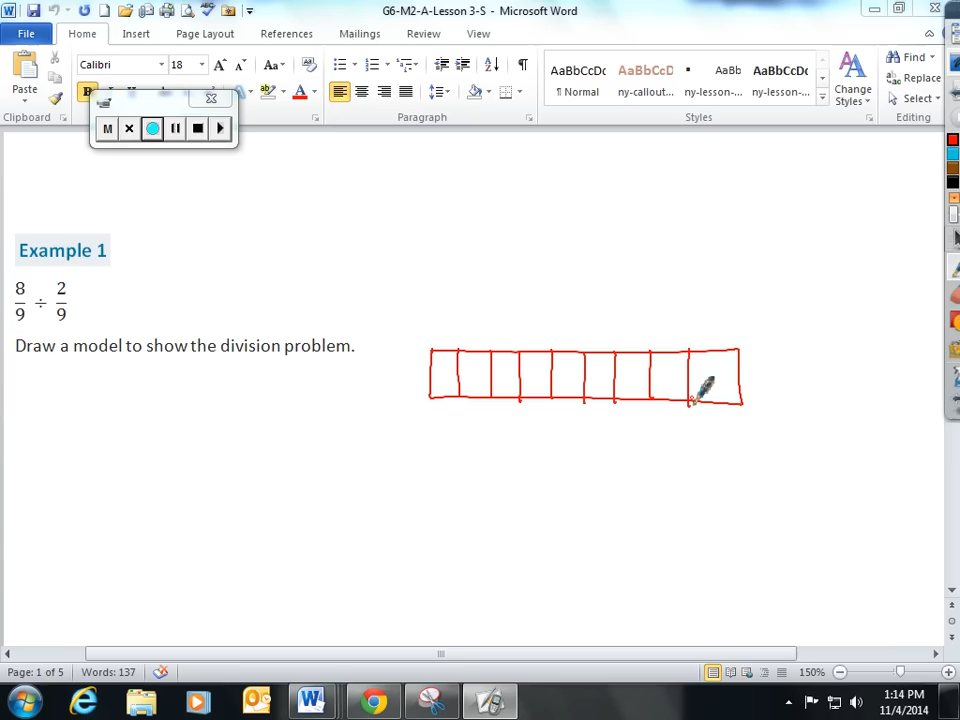 G6-M2-A-Lesson 3-S - Microsoft Word
File Home Insert Page Layout References Mailings Review View
Calibri 18 Aa
Paste
B
AaBbCcDc AaBbCcD AaBb AaBbCcDc
¶ Normal ny-callout... ny-lesson-... ny-lesson-...
Change Styles
Find
Replace
Select
Clipboard Paragraph Styles Editing
M
Example 1
8/9 ÷ 2/9
Draw a model to show the division problem.
Page: 1 of 5 Words: 137 150%
1:14 PM
11/4/2014